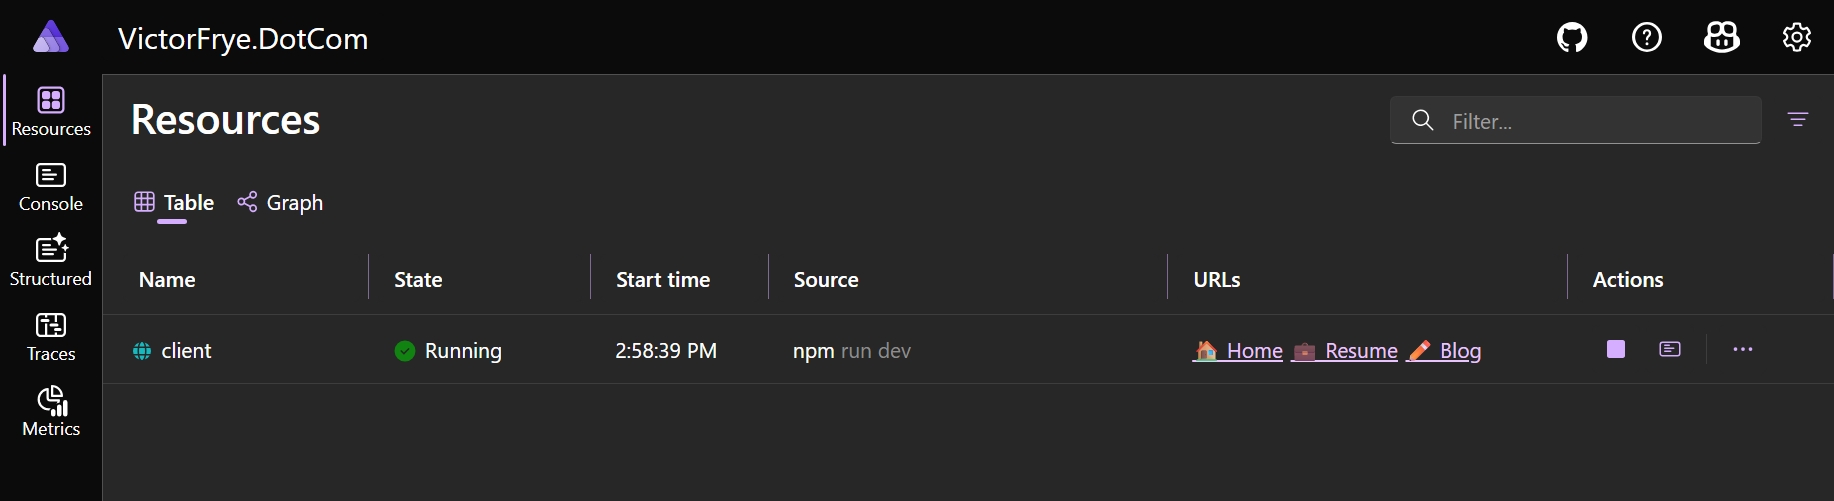 VictorFrye.DotCom
Resources
Console
Structured
Traces
Metrics
Resources
Filter...
Table Graph
Name State Start time Source URLs Actions
client Running 2:58:39 PM npm run dev Home Resume Blog